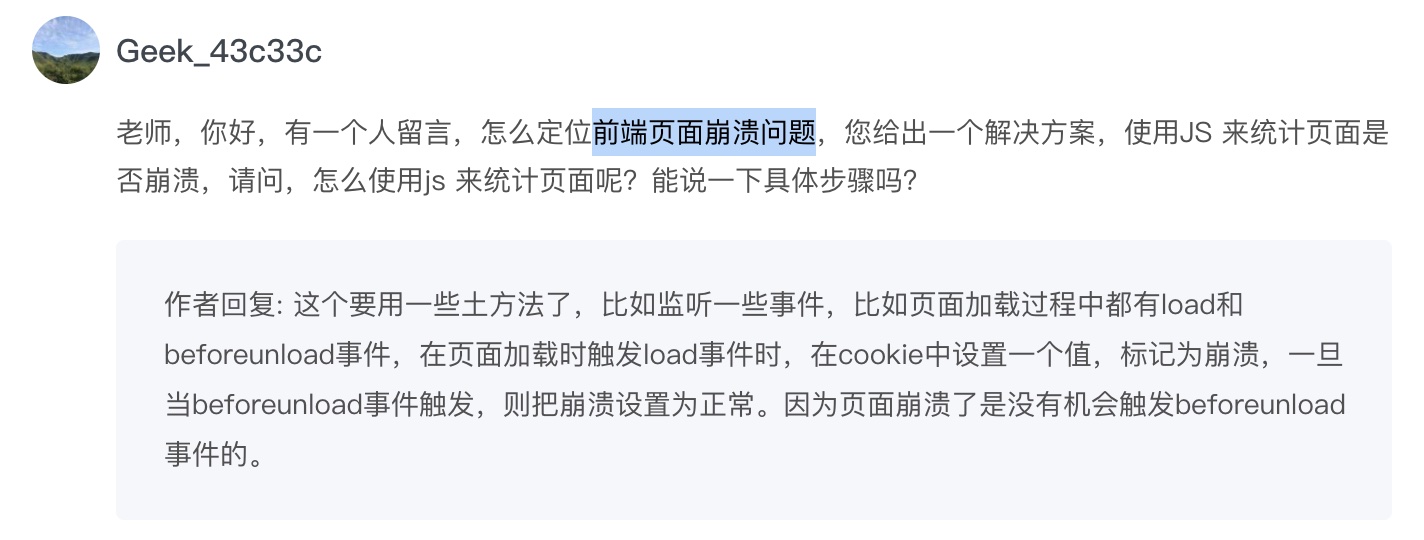 Geek_43c33c
老师，你好，有一个人留言，怎么定位前端页面崩溃问题，您给出一个解决方案，使用JS 来统计页面是
否崩溃，请问，怎么使用js 来统计页面呢？能说一下具体步骤吗？
作者回复: 这个要用一些土方法了，比如监听一些事件，比如页面加载过程中都有load和
beforeunload事件，在页面加载时触发load事件时，在cookie中设置一个值，标记为崩溃，一旦
当beforeunload事件触发，则把崩溃设置为正常。因为页面崩溃了是没有机会触发beforeunload
事件的。